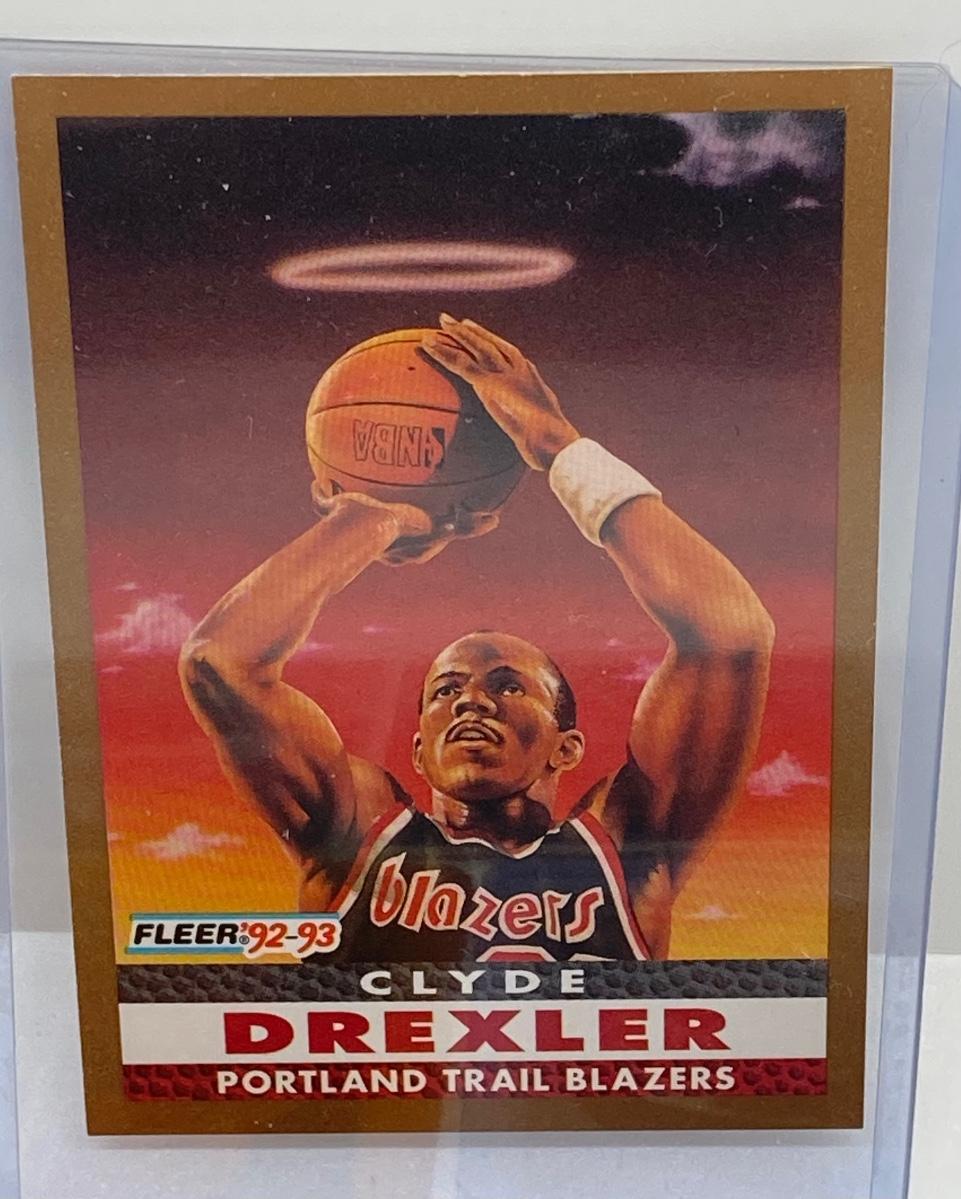 NBA
blazers
FLEER® '92-93
CLYDE
DREXLER
PORTLAND TRAIL BLAZERS